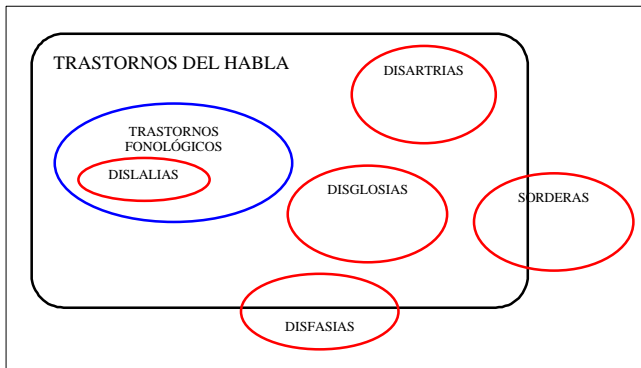 TRASTORNOS DEL HABLA
DISARTRIAS
TRASTORNOS
FONOLÓGICOS
DISLALIAS
DISGLOSIAS
SORDERAS
DISFASIAS